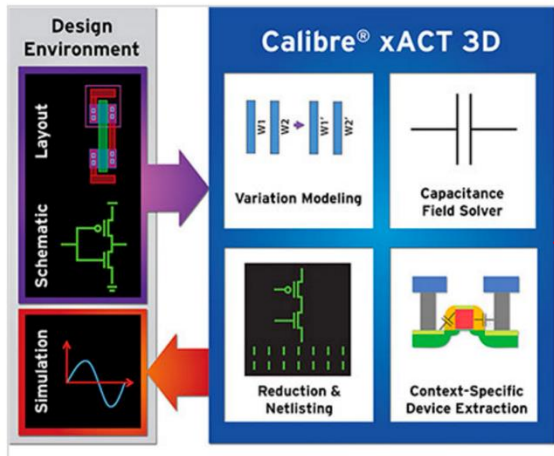 Design
Environment
Layout
Schematic
Simulation
Calibre® xACT 3D
W1
W2
W1'
W2'
Variation Modeling
Capacitance
Field Solver
Reduction &
Netlisting
Context-Specific
Device Extraction